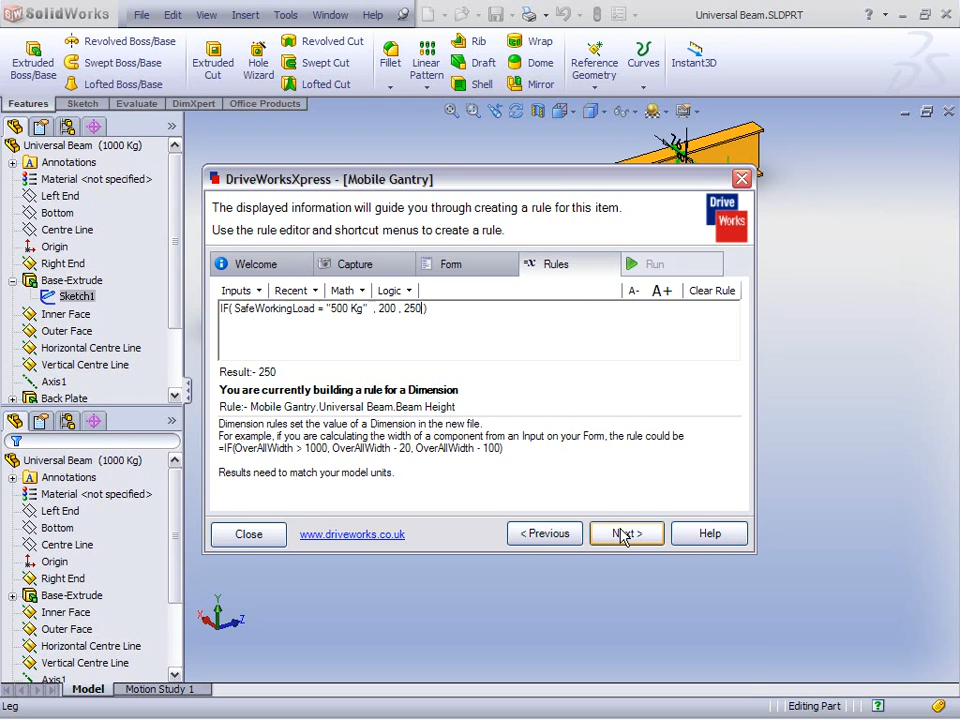 SolidWorks
File
Edit
View
Insert
Tools
Window
Help
Universal Beam.SLDPRT
Extruded Boss/Base
Revolved Boss/Base
Swept Boss/Base
Lofted Boss/Base
Extruded Cut
Hole Wizard
Revolved Cut
Swept Cut
Lofted Cut
Fillet
Linear Pattern
Rib
Draft
Shell
Wrap
Dome
Mirror
Reference Geometry
Curves
Instant3D
Features
Sketch
Evaluate
DimXpert
Office Products
Universal Beam (1000 Kg)
Annotations
Material <not specified>
Left End
Bottom
Centre Line
Origin
Right End
Base-Extrude
Sketch1
Inner Face
Outer Face
Horizontal Centre Line
Vertical Centre Line
Axis1
Back Plate
Universal Beam (1000 Kg)
Annotations
Material <not specified>
Left End
Bottom
Centre Line
Origin
Right End
Base-Extrude
Inner Face
Outer Face
Horizontal Centre Line
Vertical Centre Line
Axis1
DriveWorksXpress - [Mobile Gantry]
The displayed information will guide you through creating a rule for this item.
Use the rule editor and shortcut menus to create a rule.
Drive
Works
Welcome
Capture
Form
Rules
Run
Inputs
Recent
Math
Logic
A-
A+
Clear Rule
IF( SafeWorkingLoad = "500 Kg" , 200 , 250)
Result:- 250
You are currently building a rule for a Dimension
Rule:- Mobile Gantry.Universal Beam.Beam Height
Dimension rules set the value of a Dimension in the new file.
For example, if you are calculating the width of a component from an Input on your Form, the rule could be
=IF(OverAllWidth > 1000, OverAllWidth - 20, OverAllWidth - 100)
Results need to match your model units.
Close
www.driveworks.co.uk
< Previous
Next >
Help
X
Y
Z
Model
Motion Study 1
Leg
Editing Part